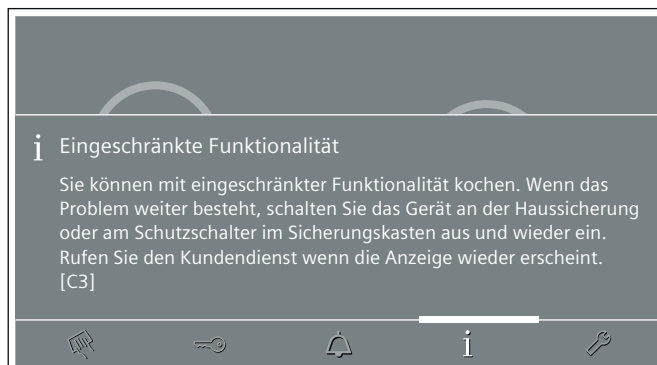 i Eingeschränkte Funktionalität
Sie können mit eingeschränkter Funktionalität kochen. Wenn das
Problem weiter besteht, schalten Sie das Gerät an der Haussicherung
oder am Schutzschalter im Sicherungskasten aus und wieder ein.
Rufen Sie den Kundendienst wenn die Anzeige wieder erscheint.
[C3]
i